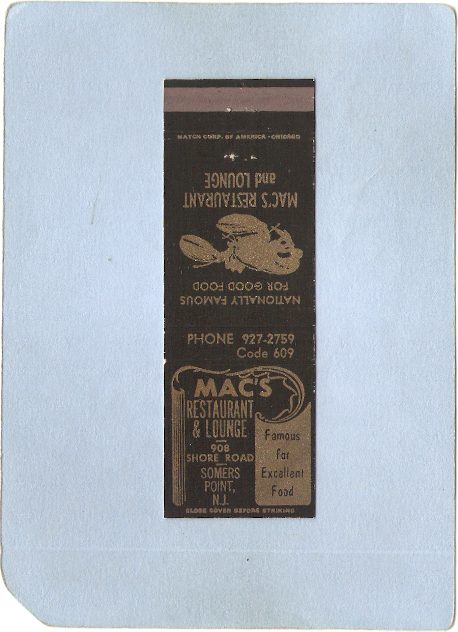 MATCH CORP. OF AMERICA - CHICAGO
MAC'S RESTAURANT
and LOUNGE
NATIONALLY FAMOUS
FOR GOOD FOOD
PHONE 927-2759
Code 609
MAC'S
RESTAURANT
& LOUNGE
908
SHORE ROAD
SOMERS
POINT,
N.J.
Famous
for
Excellent
Food
CLOSE COVER BEFORE STRIKING